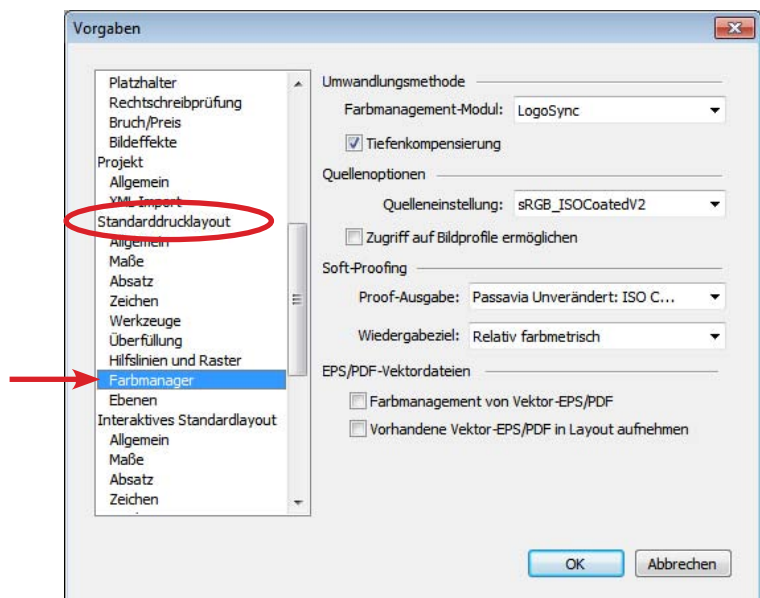 Vorgaben
Platzhalter
Rechtschreibprüfung
Bruch/Preis
Bildeffekte
Projekt
Allgemein
XML Import
Standarddrucklayout
Allgemein
Maße
Absatz
Zeichen
Werkzeuge
Überfüllung
Hilfslinien und Raster
Farbmanager
Ebenen
Interaktives Standardlayout
Allgemein
Maße
Absatz
Zeichen
Umwandlungsmethode
Farbmanagement-Modul: LogoSync
Tiefenkompensierung
Quellenoptionen
Quelleneinstellung: sRGB_ISOCoatedV2
Zugriff auf Bildprofile ermöglichen
Soft-Proofing
Proof-Ausgabe: Passavia Unverändert: ISO C...
Wiedergabeziel: Relativ farbmetrisch
EPS/PDF-Vektordateien
Farbmanagement von Vektor-EPS/PDF
Vorhandene Vektor-EPS/PDF in Layout aufnehmen
OK Abbrechen